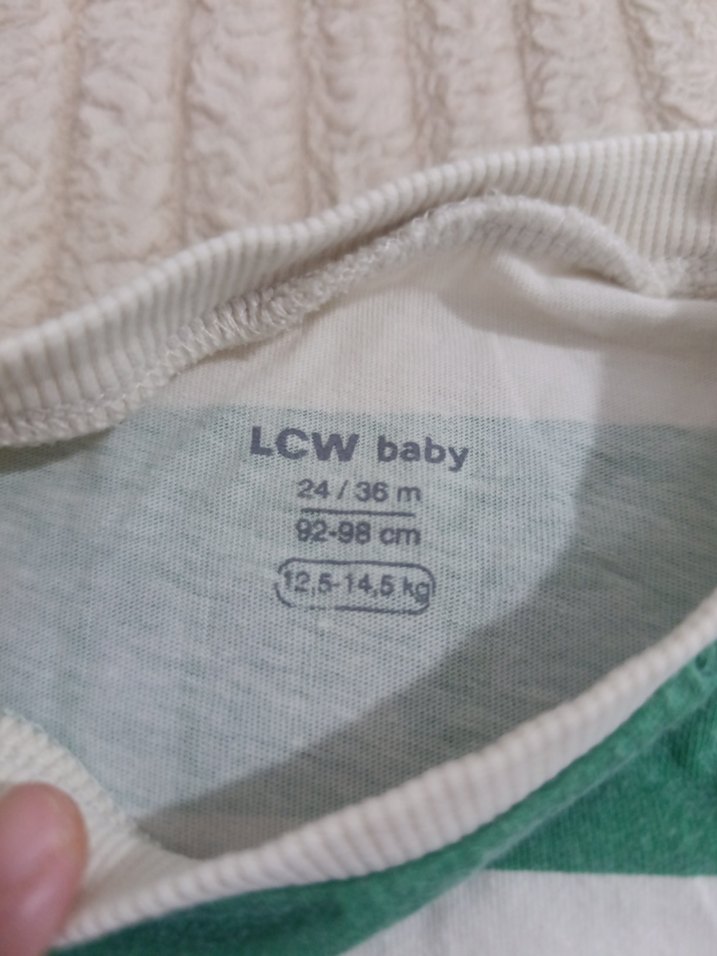 LCW baby
24 / 36 m
92-98 cm
12,5-14,5 kg